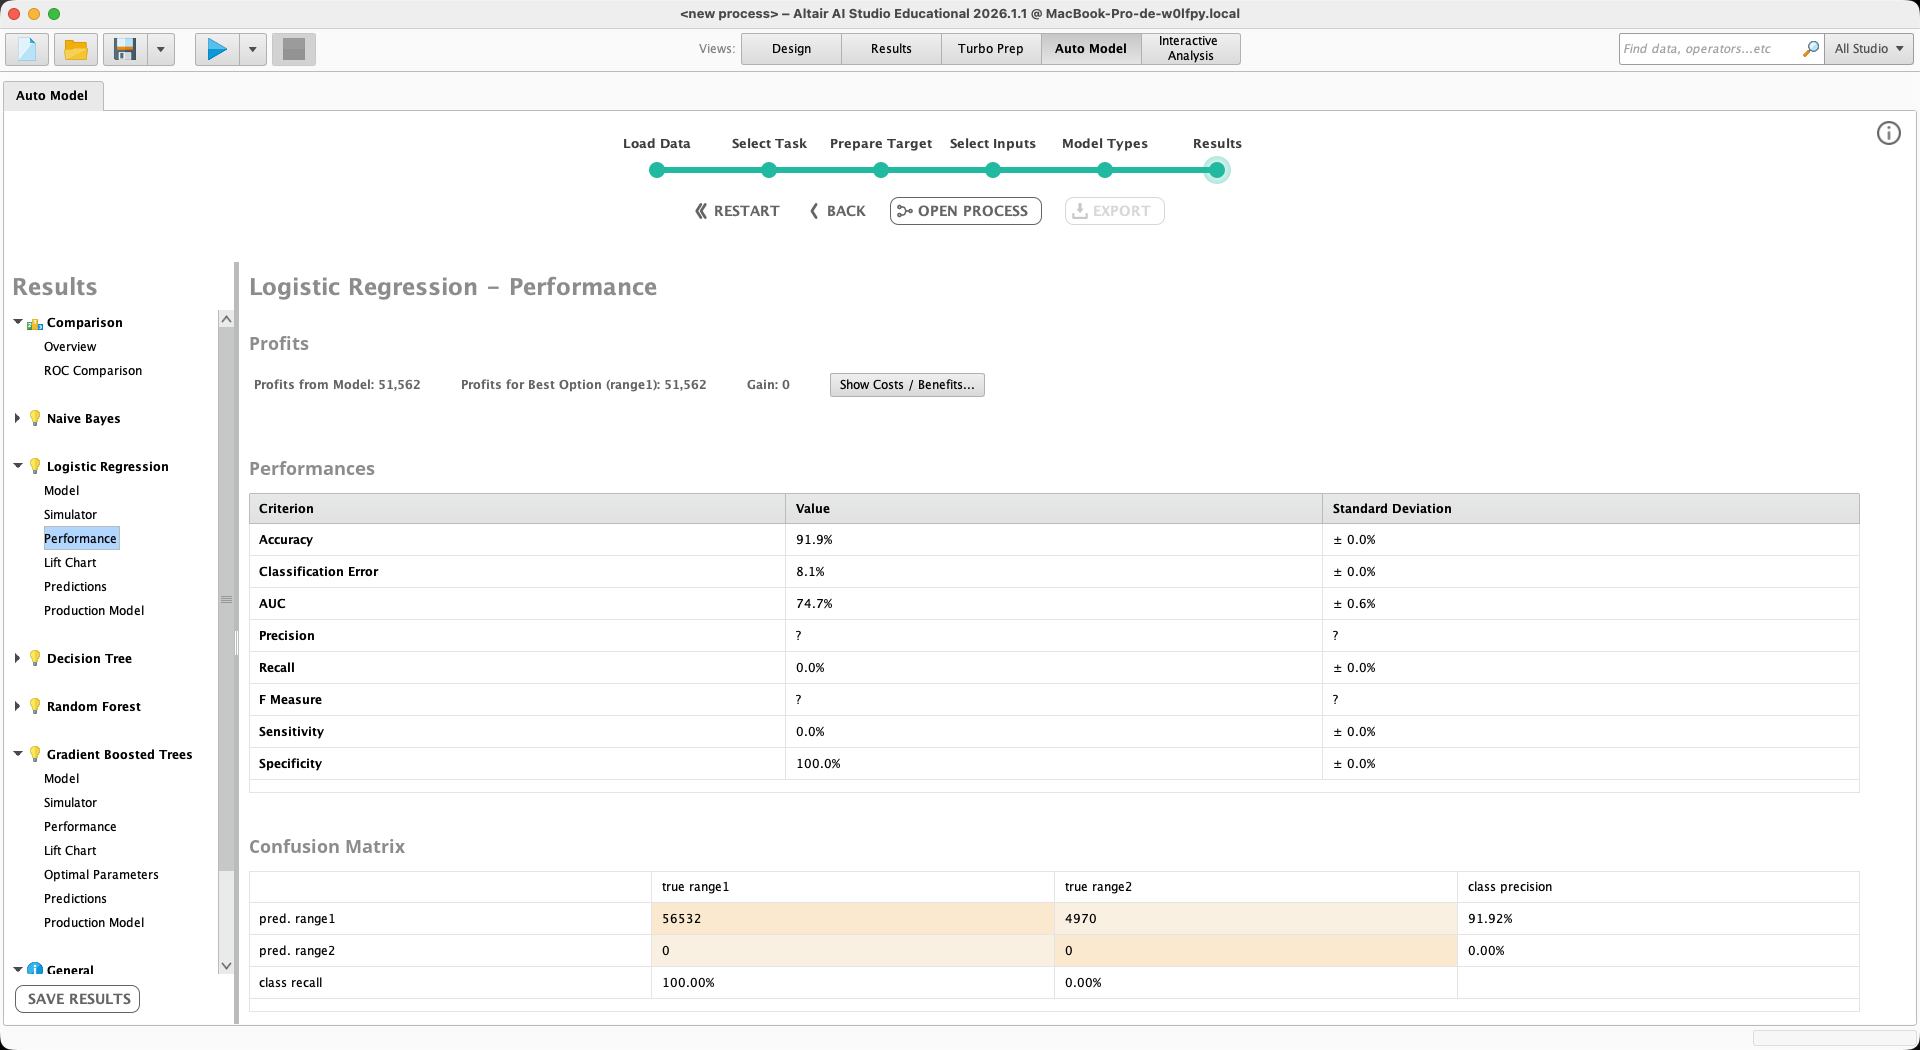 <new process> – Altair AI Studio Educational 2026.1.1 @ MacBook-Pro-de-w0lfpy.local
Views:
Design
Results
Turbo Prep
Auto Model
Interactive
Analysis
Find data, operators...etc
All Studio
Auto Model
Load Data
Select Task
Prepare Target
Select Inputs
Model Types
Results
RESTART
BACK
OPEN PROCESS
EXPORT
Results
Comparison
Overview
ROC Comparison
Naive Bayes
Logistic Regression
Model
Simulator
Performance
Lift Chart
Predictions
Production Model
Decision Tree
Random Forest
Gradient Boosted Trees
Model
Simulator
Performance
Lift Chart
Optimal Parameters
Predictions
Production Model
General
SAVE RESULTS
Logistic Regression – Performance
Profits
Profits from Model: 51,562 Profits for Best Option (range1): 51,562 Gain: 0 Show Costs / Benefits...
Performances
Criterion Value Standard Deviation
Accuracy 91.9% ± 0.0%
Classification Error 8.1% ± 0.0%
AUC 74.7% ± 0.6%
Precision ? ?
Recall 0.0% ± 0.0%
F Measure ? ?
Sensitivity 0.0% ± 0.0%
Specificity 100.0% ± 0.0%
Confusion Matrix
true range1 true range2 class precision
pred. range1 56532 4970 91.92%
pred. range2 0 0 0.00%
class recall 100.00% 0.00%